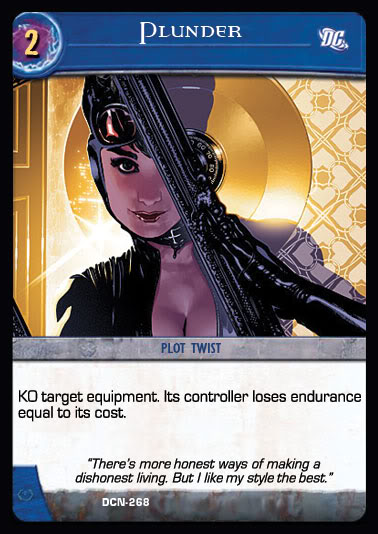 2
PLUNDER
DC
PLOT TWIST
KO target equipment. Its controller loses endurance
equal to its cost.
“There's more honest ways of making a
dishonest living. But I like my style the best.”
DCN-268